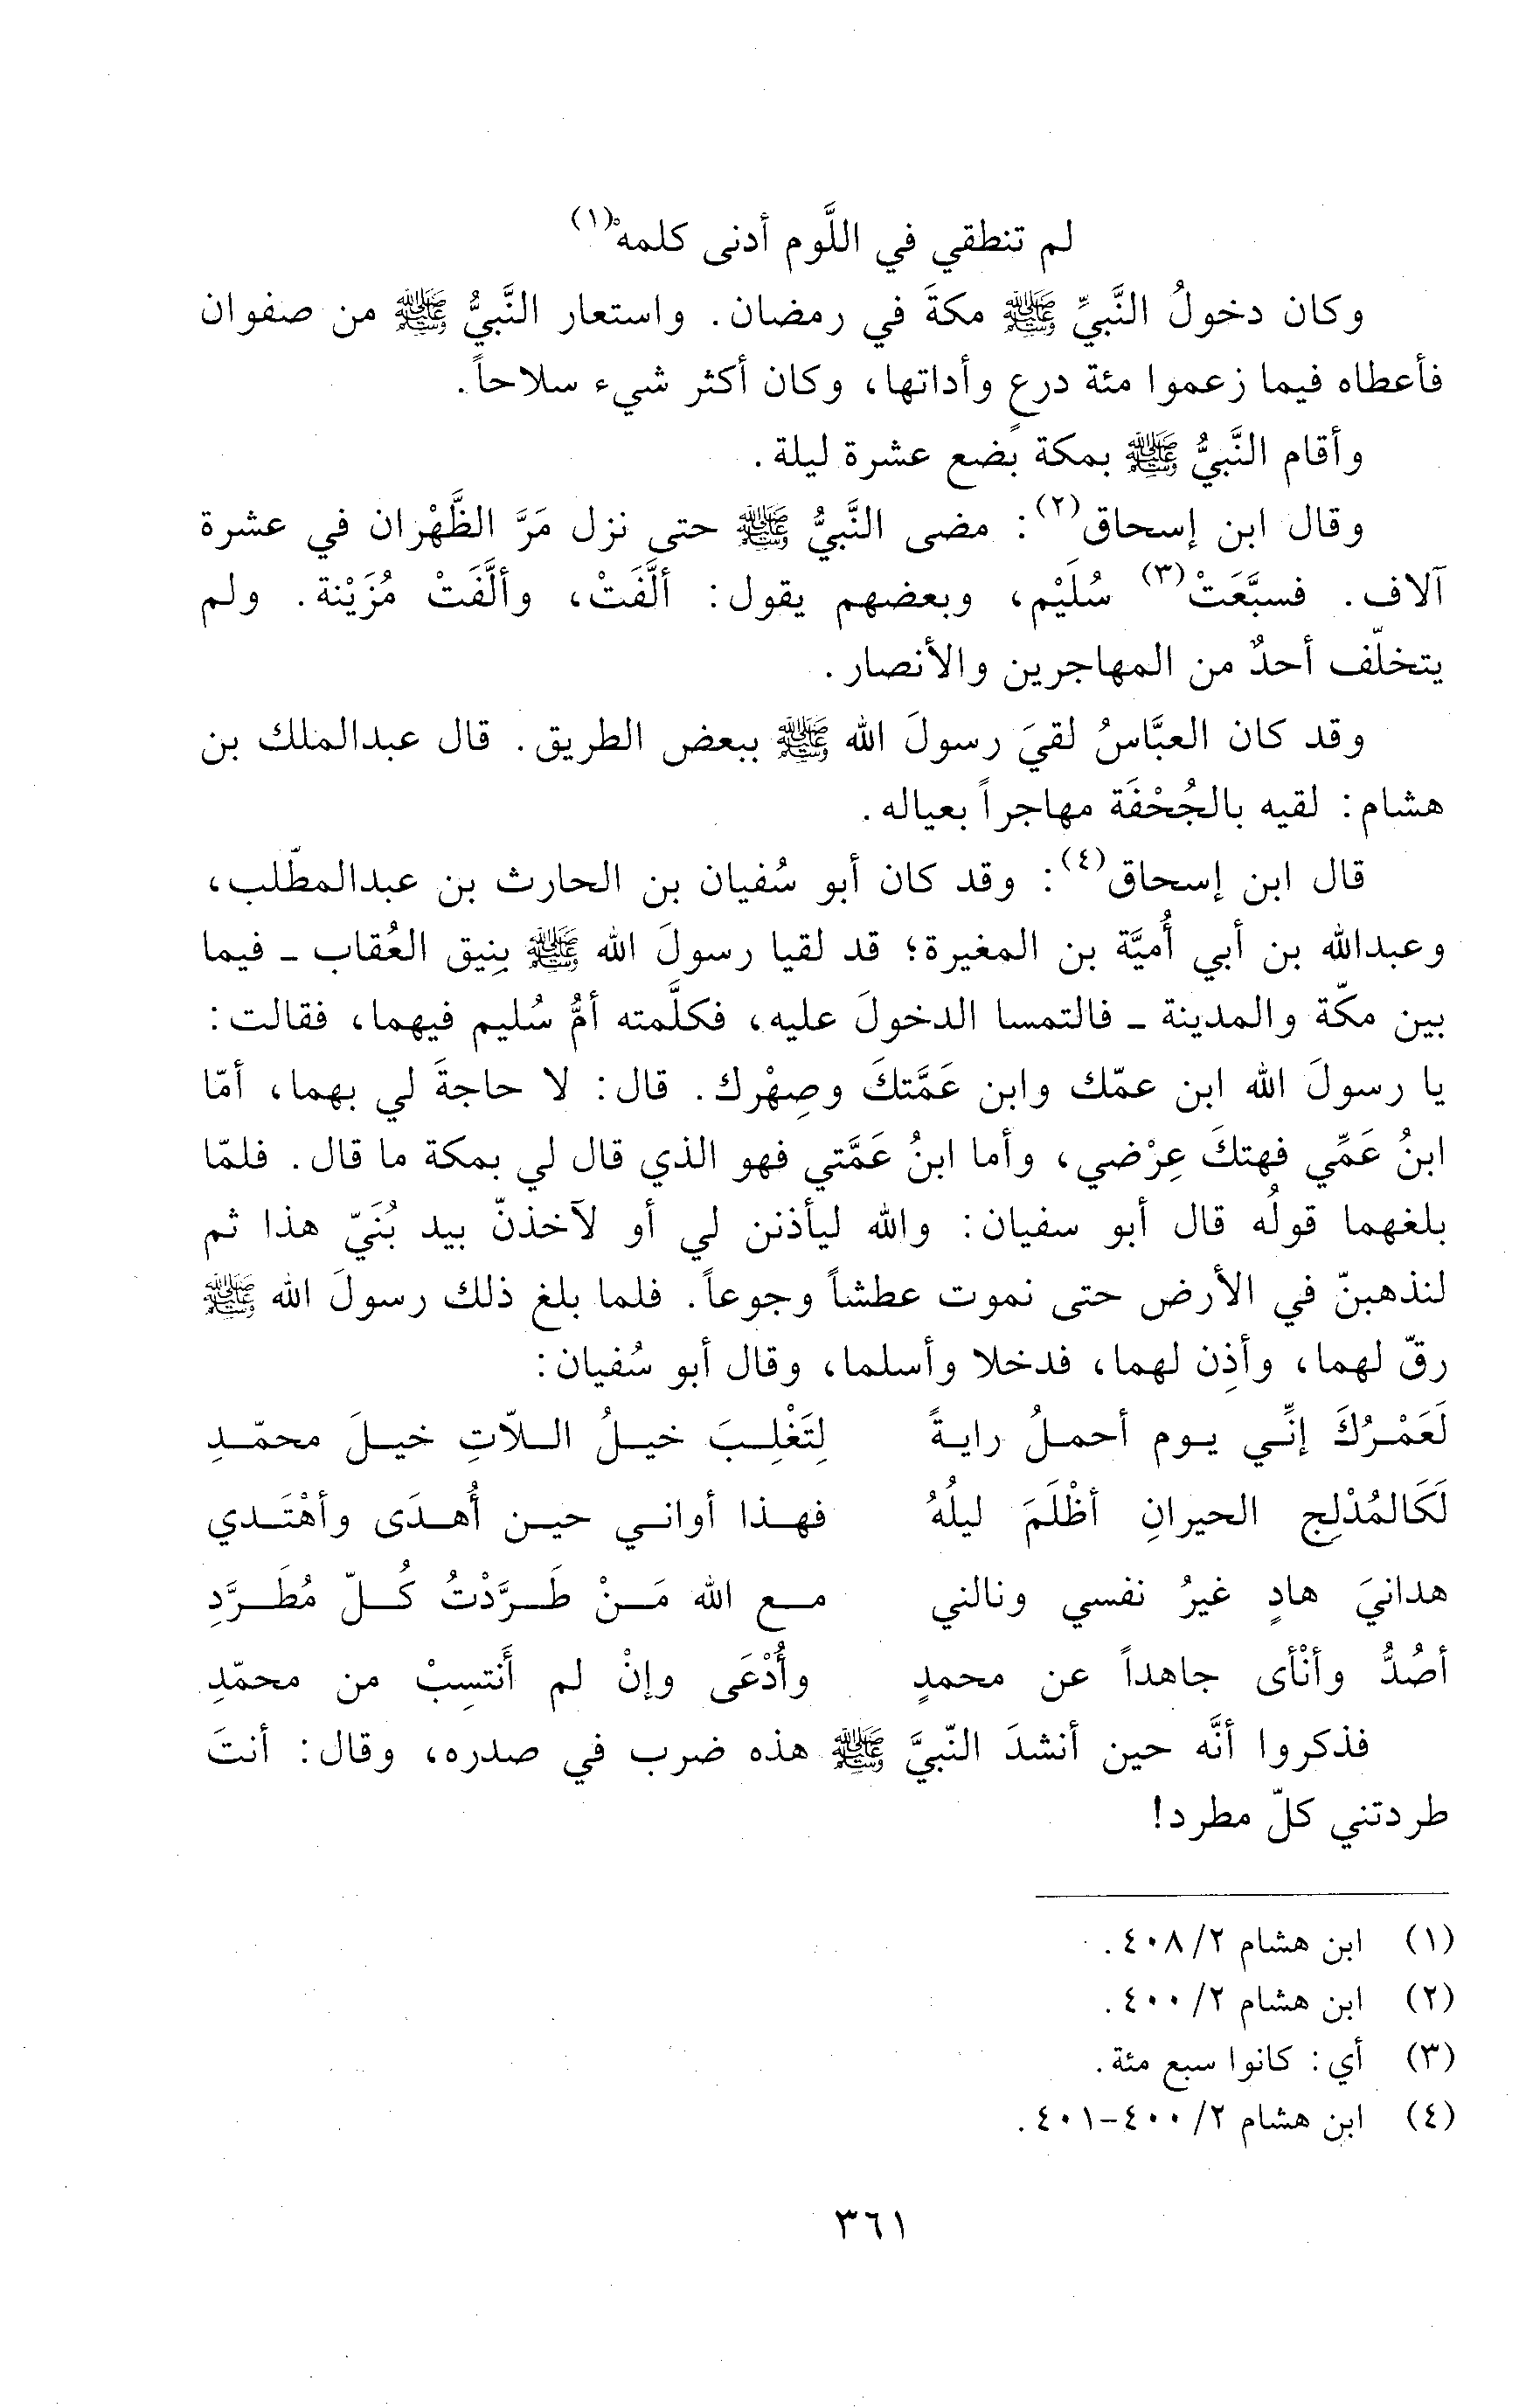 لم تنطقي في اللَّوم أدنى كلمهْ(١)
وكان دخولُ النَّبيِّ ﷺ مكةَ في رمضان. واستعار النَّبيُّ ﷺ من صفوان
فأعطاه فيما زعموا مئة درعٍ وأداتها، وكان أكثر شيء سلاحاً.
وأقام النَّبيُّ ﷺ بمكة بضع عشرة ليلة.
وقال ابن إسحاق(٢): مضى النَّبيُّ ﷺ حتى نزل مَرَّ الظَّهْران في عشرة
آلاف. فسبَّعَتْ(٣) سُلَيْم، وبعضهم يقول: ألَّفَتْ، وألَّفَتْ مُزَيْنة. ولم
يتخلّف أحدٌ من المهاجرين والأنصار.
وقد كان العبَّاسُ لقيَ رسولَ الله ﷺ ببعض الطريق. قال عبدالملك بن
هشام: لقيه بالجُحْفَة مهاجراً بعياله.
قال ابن إسحاق(٤): وقد كان أبو سُفيان بن الحارث بن عبدالمطّلب،
وعبدالله بن أبي أُميَّة بن المغيرة؛ قد لقيا رسولَ الله ﷺ بِنِيق العُقاب ـ فيما
بين مكّة والمدينة ـ فالتمسا الدخولَ عليه، فكلَّمته أمُّ سُليم فيهما، فقالت:
يا رسولَ الله ابن عمّك وابن عَمَّتكَ وصِهْرك. قال: لا حاجةَ لي بهما، أمّا
ابنُ عَمِّي فهتكَ عِرْضي، وأما ابنُ عَمَّتي فهو الذي قال لي بمكة ما قال. فلمّا
بلغهما قولُه قال أبو سفيان: والله ليأذنن لي أو لآخذنّ بيد بُنَيّ هذا ثم
لنذهبنّ في الأرض حتى نموت عطشاً وجوعاً. فلما بلغ ذلك رسولَ الله ﷺ
رقّ لهما، وأذِن لهما، فدخلا وأسلما، وقال أبو سُفيان:
لَعَمْرُكَ إنِّي يوم أحملُ رايةً لِتَغْلِبَ خيلُ اللاّتِ خيلَ محمّدِ
لَكَالمُدْلِجِ الحيرانِ أظْلَمَ ليلُهُ فهذا أواني حين أُهدَى وأهْتَدي
هدانيَ هادٍ غيرُ نفسي ونالني مع الله مَنْ طَرَّدْتُ كُلّ مُطَرَّدِ
أصُدُّ وأنْأى جاهداً عن محمدٍ وأُدْعَى وإنْ لم أَنتسِبْ من محمّدِ
فذكروا أنَّه حين أنشدَ النّبيَّ ﷺ هذه ضرب في صدره، وقال: أنتَ
طردتني كلّ مطرد!
(١) ابن هشام ٢/ ٤٠٨.
(٢) ابن هشام ٢/ ٤٠٠.
(٣) أي: كانوا سبع مئة.
(٤) ابن هشام ٢/ ٤٠٠-٤٠١.
٣٦١